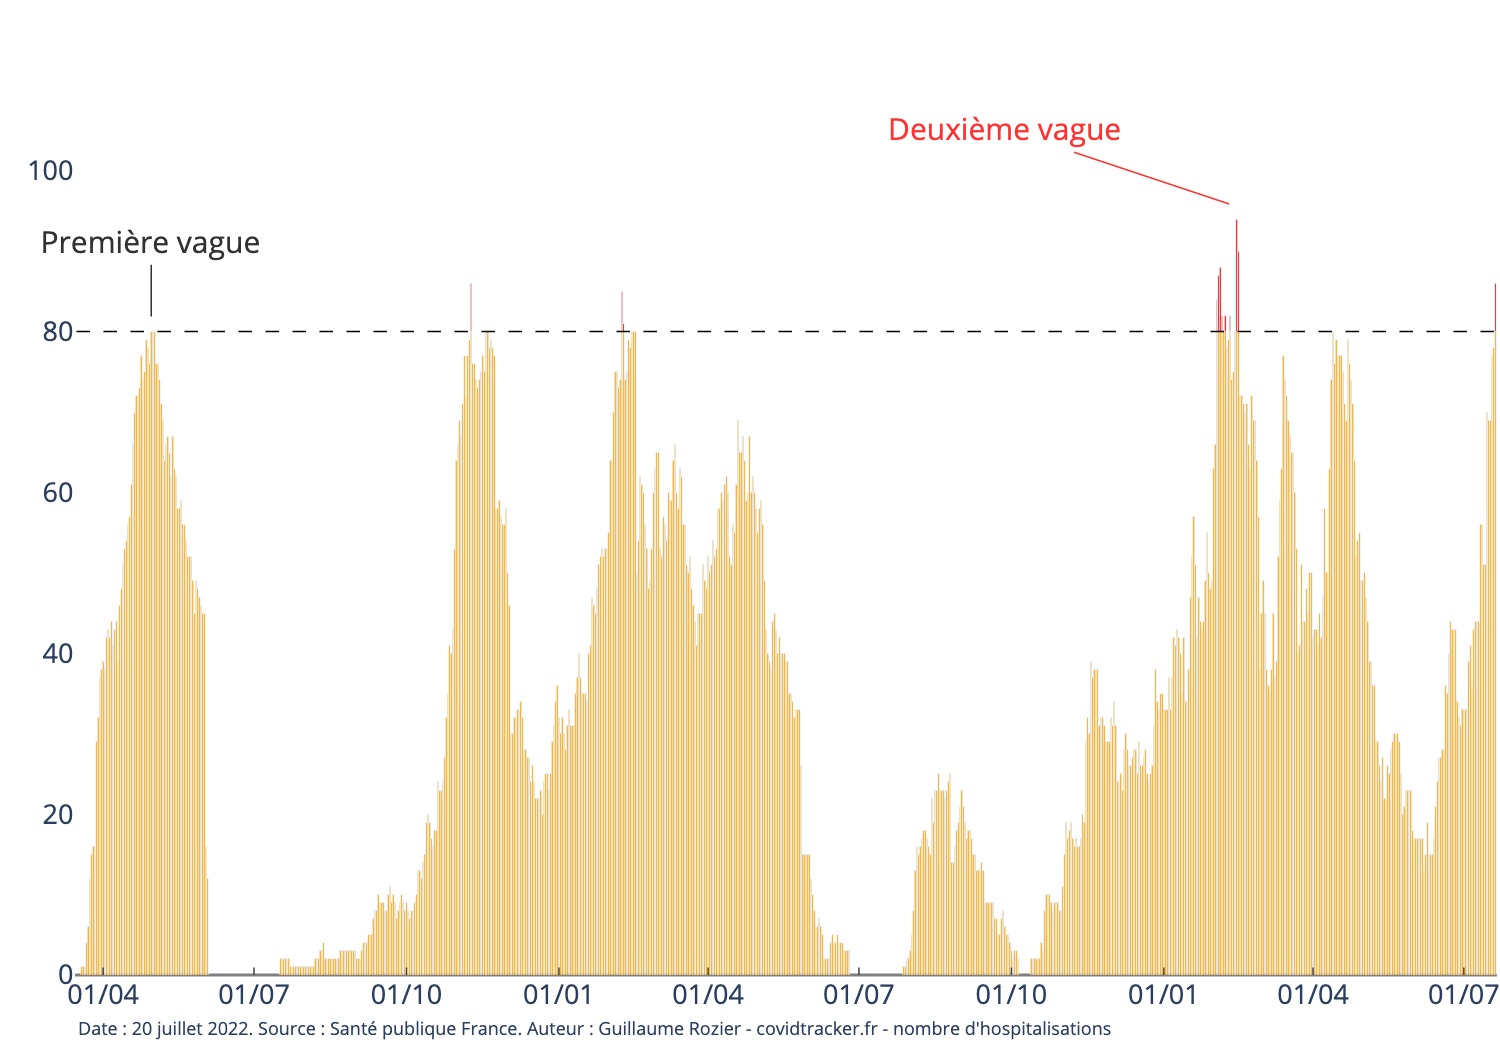 Deuxième vague
100
Première vague
80
60
40
20
0
01/04 01/07 01/10 01/01 01/04 01/07 01/10 01/01 01/04 01/07
Date : 20 juillet 2022. Source : Santé publique France. Auteur : Guillaume Rozier - covidtracker.fr - nombre d'hospitalisations